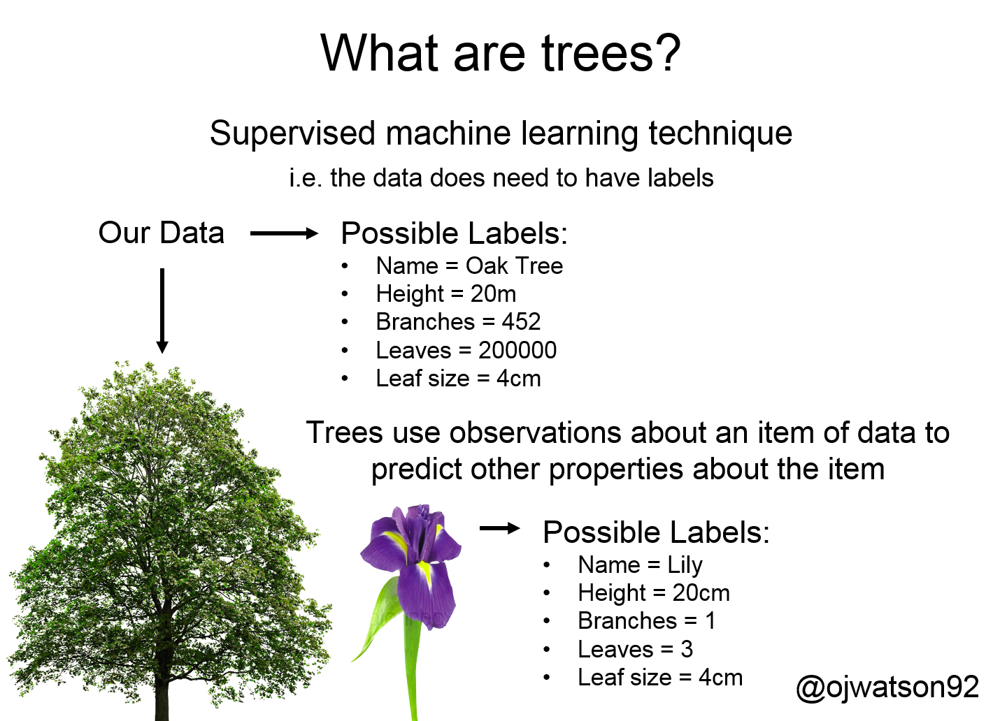 What are trees?
Supervised machine learning technique
i.e. the data does need to have labels
Our Data
Possible Labels:
• Name = Oak Tree
• Height = 20m
• Branches = 452
• Leaves = 200000
• Leaf size = 4cm
Trees use observations about an item of data to
predict other properties about the item
Possible Labels:
• Name = Lily
• Height = 20cm
• Branches = 1
• Leaves = 3
• Leaf size = 4cm
@ojwatson92